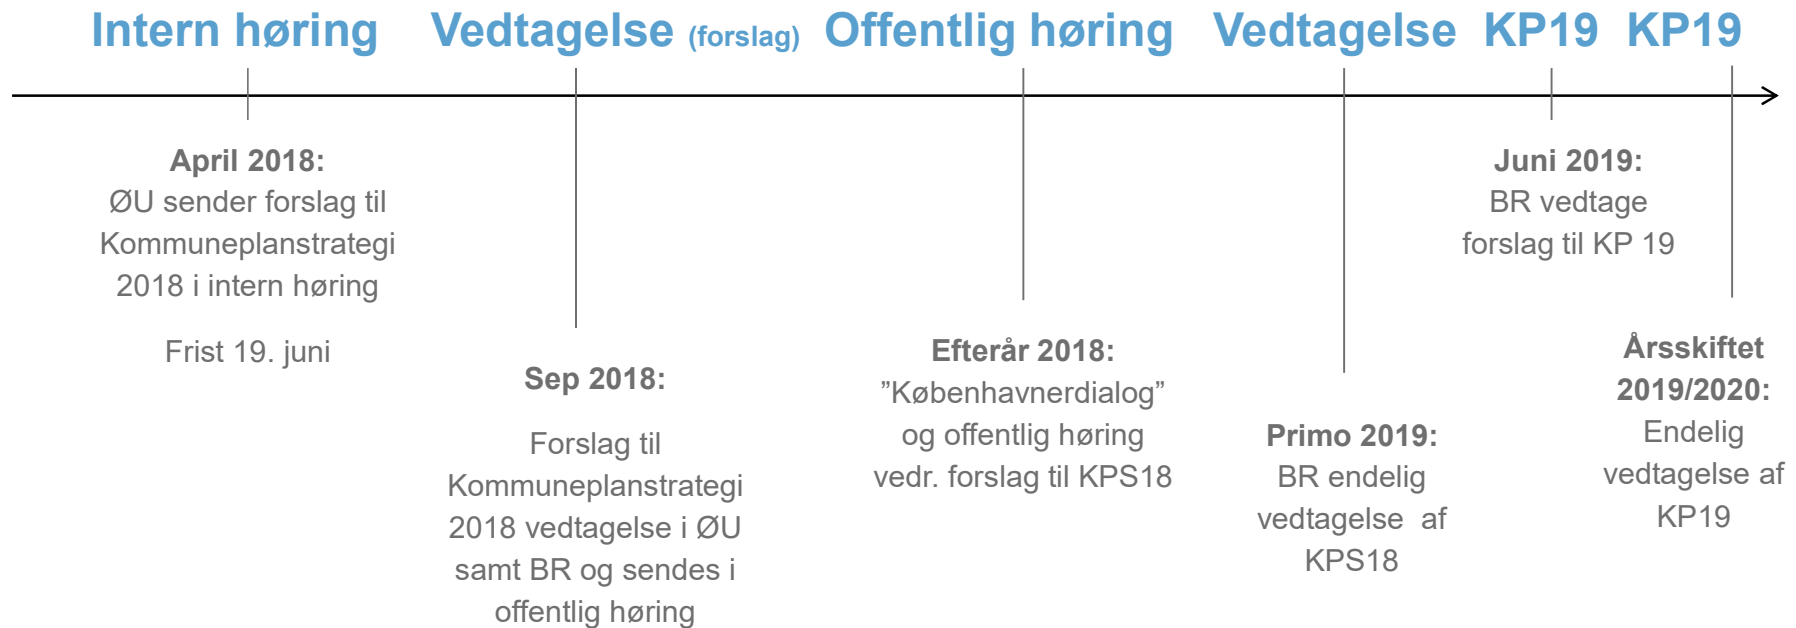 Intern høring
Vedtagelse (forslag)
Offentlig høring
Vedtagelse
KP19
KP19
April 2018:
ØU sender forslag til
Kommuneplanstrategi
2018 i intern høring
Frist 19. juni
Sep 2018:
Forslag til
Kommuneplanstrategi
2018 vedtagelse i ØU
samt BR og sendes i
offentlig høring
Efterår 2018:
”Københavnerdialog”
og offentlig høring
vedr. forslag til KPS18
Primo 2019:
BR endelig
vedtagelse af
KPS18
Juni 2019:
BR vedtage
forslag til KP 19
Årsskiftet
2019/2020:
Endelig
vedtagelse af
KP19